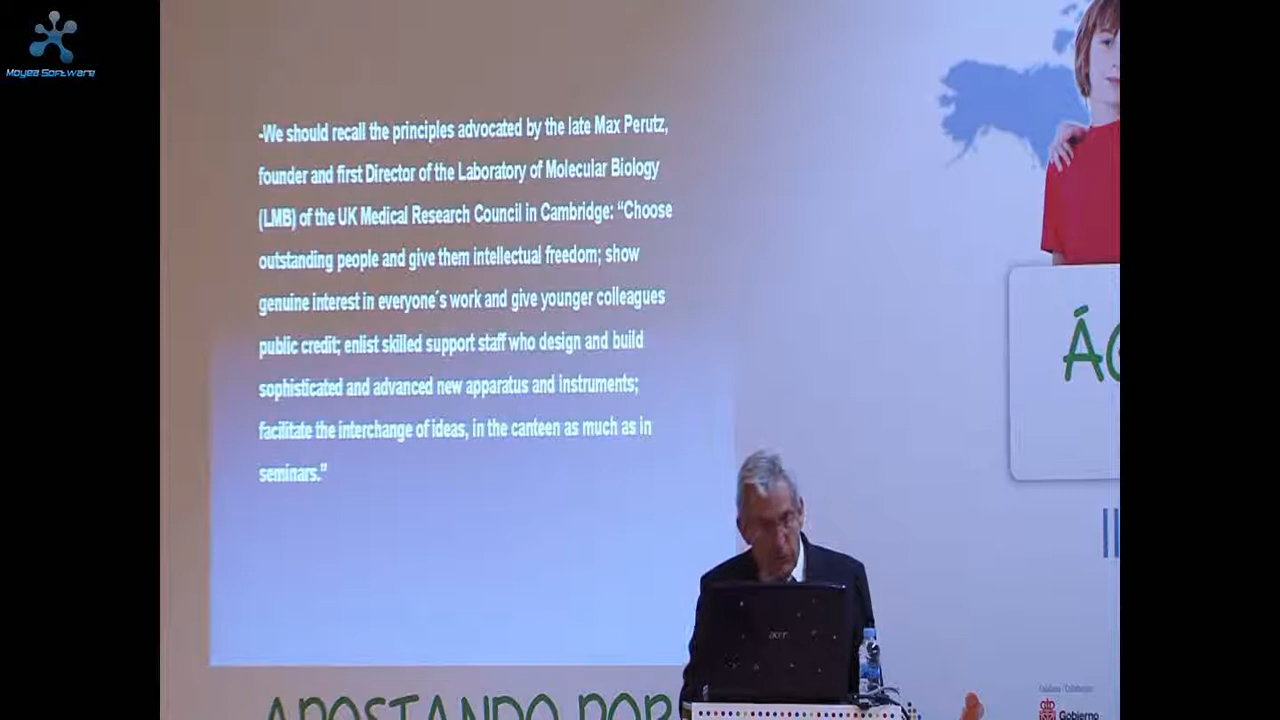 Moyea Software
-We should recall the principles advocated by the late Max Perutz,
founder and first Director of the Laboratory of Molecular Biology
(LMB) of the UK Medical Research Council in Cambridge: “Choose
outstanding people and give them intellectual freedom; show
genuine interest in everyone´s work and give younger colleagues
public credit; enlist skilled support staff who design and build
sophisticated and advanced new apparatus and instruments;
facilitate the interchange of ideas, in the canteen as much as in
seminars.”
acer
APOSTANDO POR
Gobierno